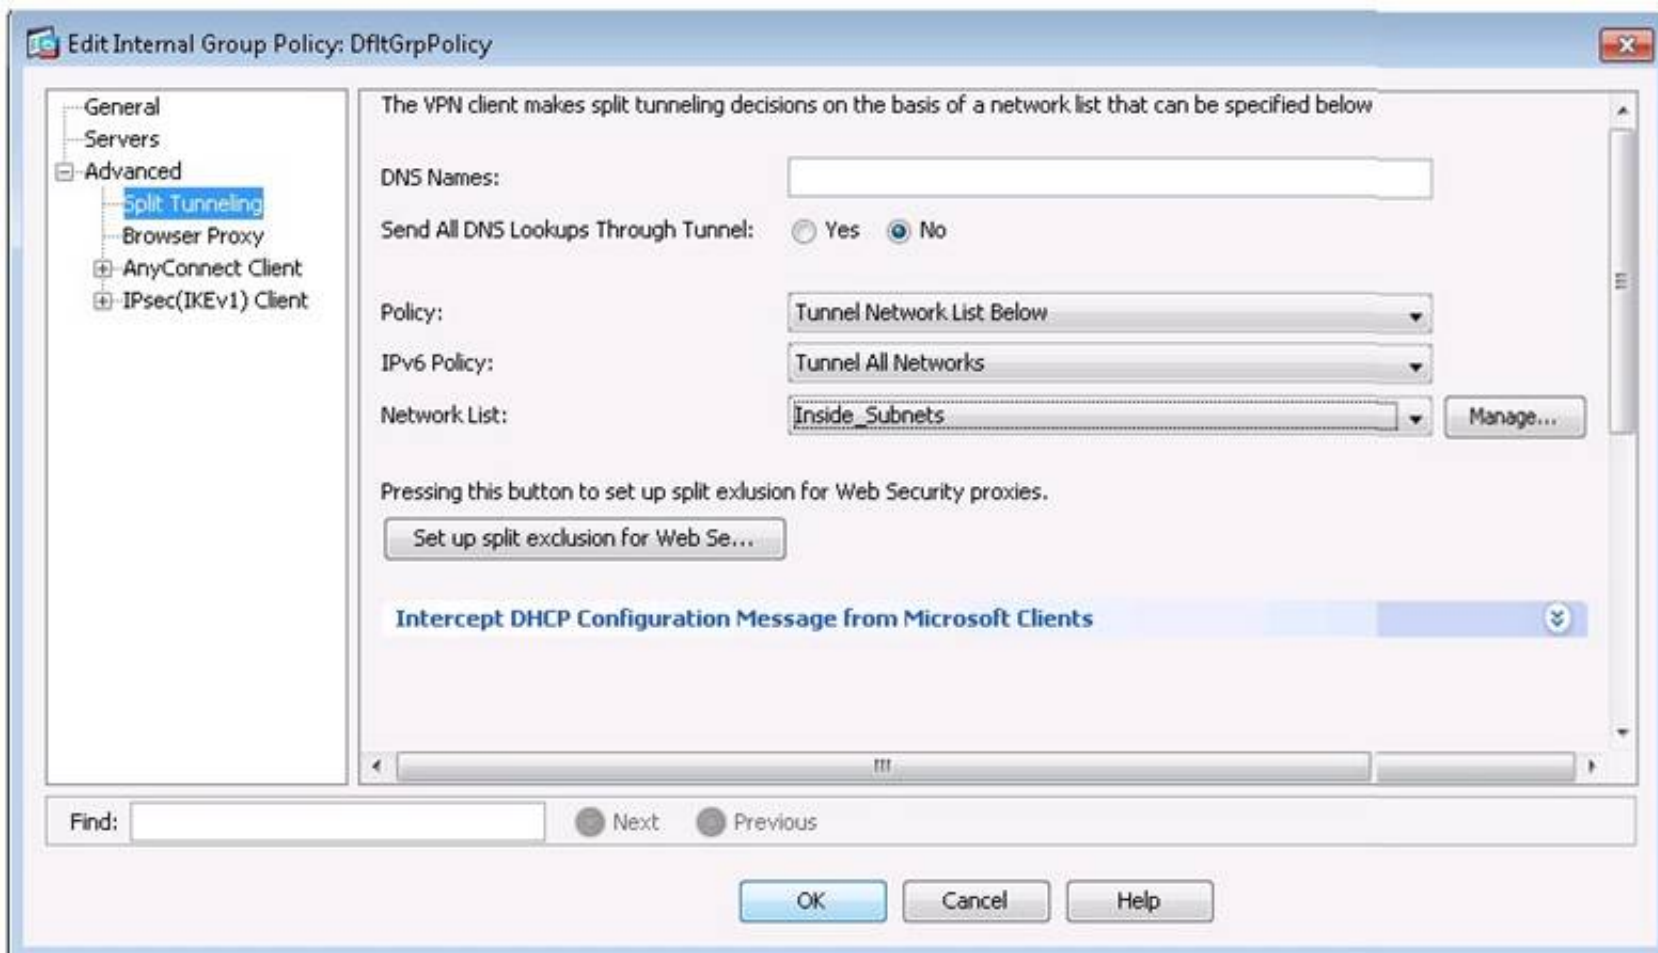 Edit Internal Group Policy: DfltGrpPolicy
General
Servers
Advanced
Split Tunneling
Browser Proxy
AnyConnect Client
IPsec(IKEv1) Client
The VPN client makes split tunneling decisions on the basis of a network list that can be specified below
DNS Names:
Send All DNS Lookups Through Tunnel: Yes No
Policy: Tunnel Network List Below
IPv6 Policy: Tunnel All Networks
Network List: Inside_Subnets Manage...
Pressing this button to set up split exlusion for Web Security proxies.
Set up split exclusion for Web Se...
Intercept DHCP Configuration Message from Microsoft Clients
Find: Next Previous
OK Cancel Help